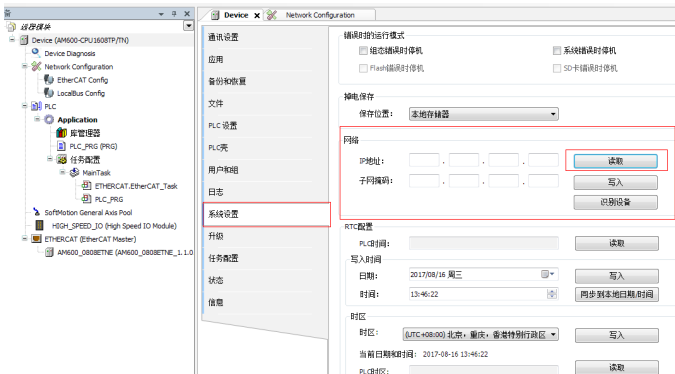 Device
Network Configuration
Device (AM600-CPU1608TP/TN)
Device Diagnosis
Network Configuration
EtherCAT Config
LocalBus Config
PLC
Application
库管理器
PLC_PRG (PRG)
任务配置
MainTask
ETHERCAT.EtherCAT_Task
PLC_PRG
SoftMotion General Axis Pool
HIGH_SPEED_IO (High Speed IO Module)
ETHERCAT (EtherCAT Master)
AM600_0808ETNE (AM600_0808ETNE_1.1.0
通讯设置
应用
备份和恢复
文件
PLC 设置
PLC壳
用户和组
日志
系统设置
升级
任务配置
状态
信息
错误时的运行模式
组态错误时停机
系统错误时停机
Flash错误时停机
SD卡错误时停机
掉电保存
保存位置: 本地存储器
网络
IP地址: . . . 读取
子网掩码: . . . 写入
识别设备
RTC配置
PLC时间: 读取
写入时间
日期: 2017/08/16 周三 写入
时间: 13:46:22 同步到本地日期/时间
时区
时区: (UTC+08:00) 北京，重庆，香港特别行政区 写入
当前日期和时间: 2017-08-16 13:46:22
PLC时区: 读取